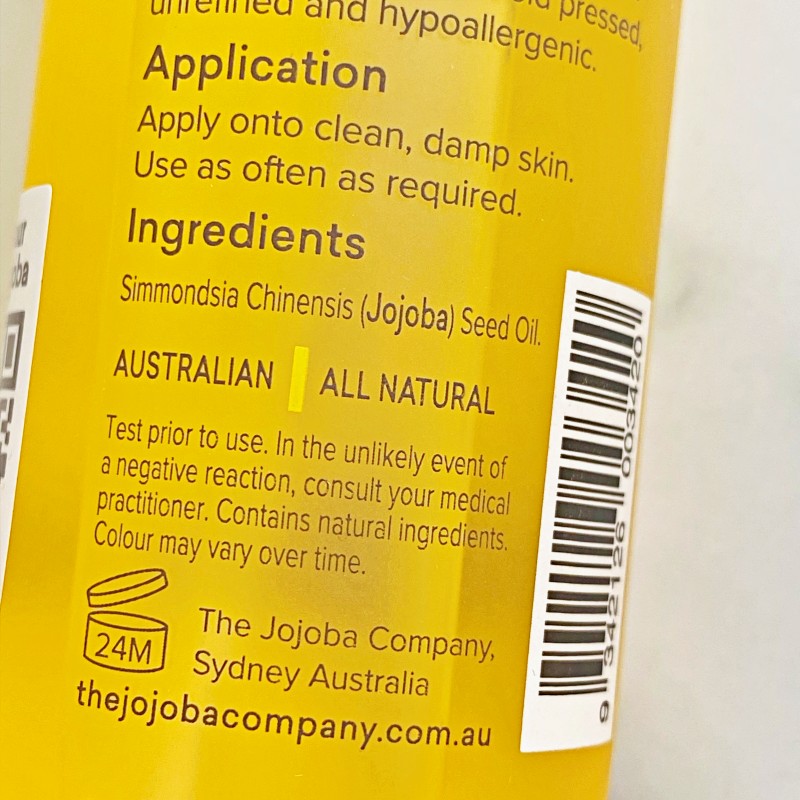 unrefined and hypoallergenic.
pressed,
Application
Apply onto clean, damp skin.
Use as often as required.
Ingredients
Simmondsia Chinensis (Jojoba) Seed Oil.
AUSTRALIAN ALL NATURAL
Test prior to use. In the unlikely event of
a negative reaction, consult your medical
practitioner. Contains natural ingredients.
Colour may vary over time.
24M
The Jojoba Company,
Sydney Australia
thejojobacompany.com.au
9 342126 003420